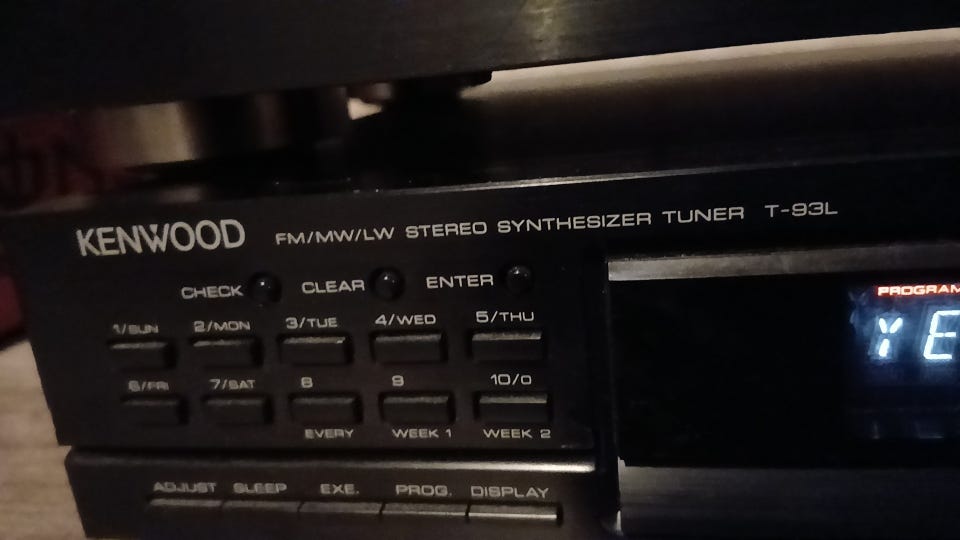 KENWOOD FM/MW/LW STEREO SYNTHESIZER TUNER T-93L
CHECK CLEAR ENTER
PROGRAM
1/SUN 2/MON 3/TUE 4/WED 5/THU
YE
6/FRI 7/SAT 8 9 10/0
EVERY WEEK 1 WEEK 2
ADJUST SLEEP EXE. PROG. DISPLAY